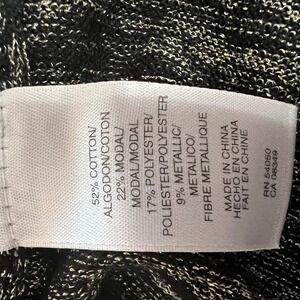 52% COTTON/
ALGODON/COTON
22% MODAL/
MODAL/MODAL
17% POLYESTER/
POLIESTER/POLYESTER
9% METALLIC/
METALICO/
FIBRE METALLIQUE
MADE IN CHINA
HECHO EN CHINA
FAIT EN CHINE
RN 54050
CA 08349